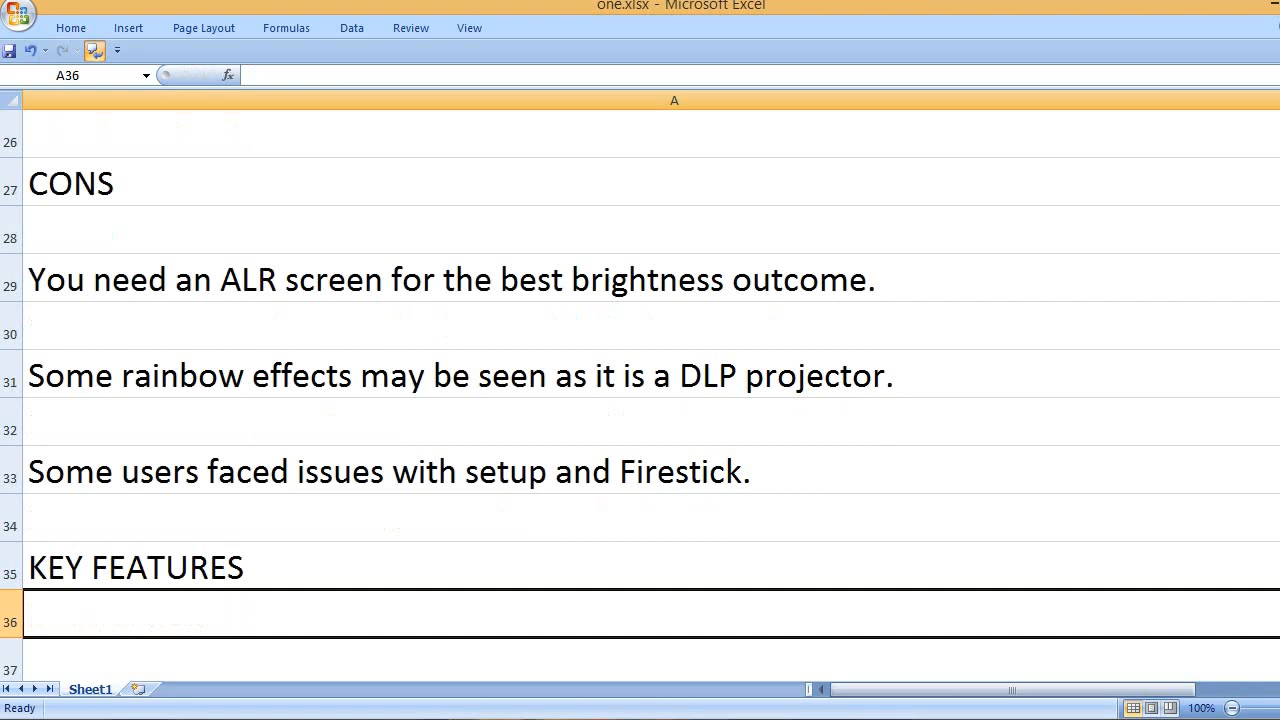 one.xlsx - Microsoft Excel
Home Insert Page Layout Formulas Data Review View
A36 fx
A
26
27 CONS
28
29 You need an ALR screen for the best brightness outcome.
30
31 Some rainbow effects may be seen as it is a DLP projector.
32
33 Some users faced issues with setup and Firestick.
34
35 KEY FEATURES
36
37
Sheet1
Ready 100%